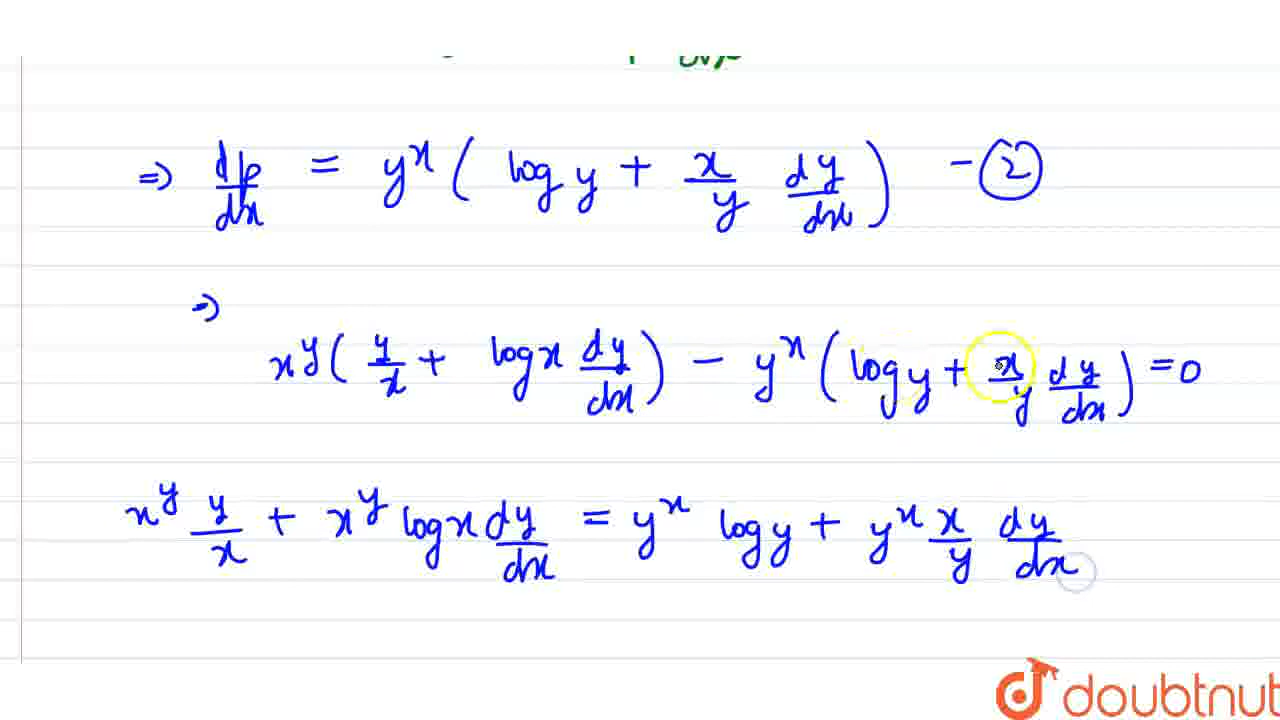 ⇒ dp/dx = y^x ( log y + x/y dy/dx ) - ②
⇒
x^y ( y/x + log x dy/dx ) - y^x ( log y + x/y dy/dx ) = 0
x^y y/x + x^y log x dy/dx = y^x log y + y^x x/y dy/dx
doubtnut